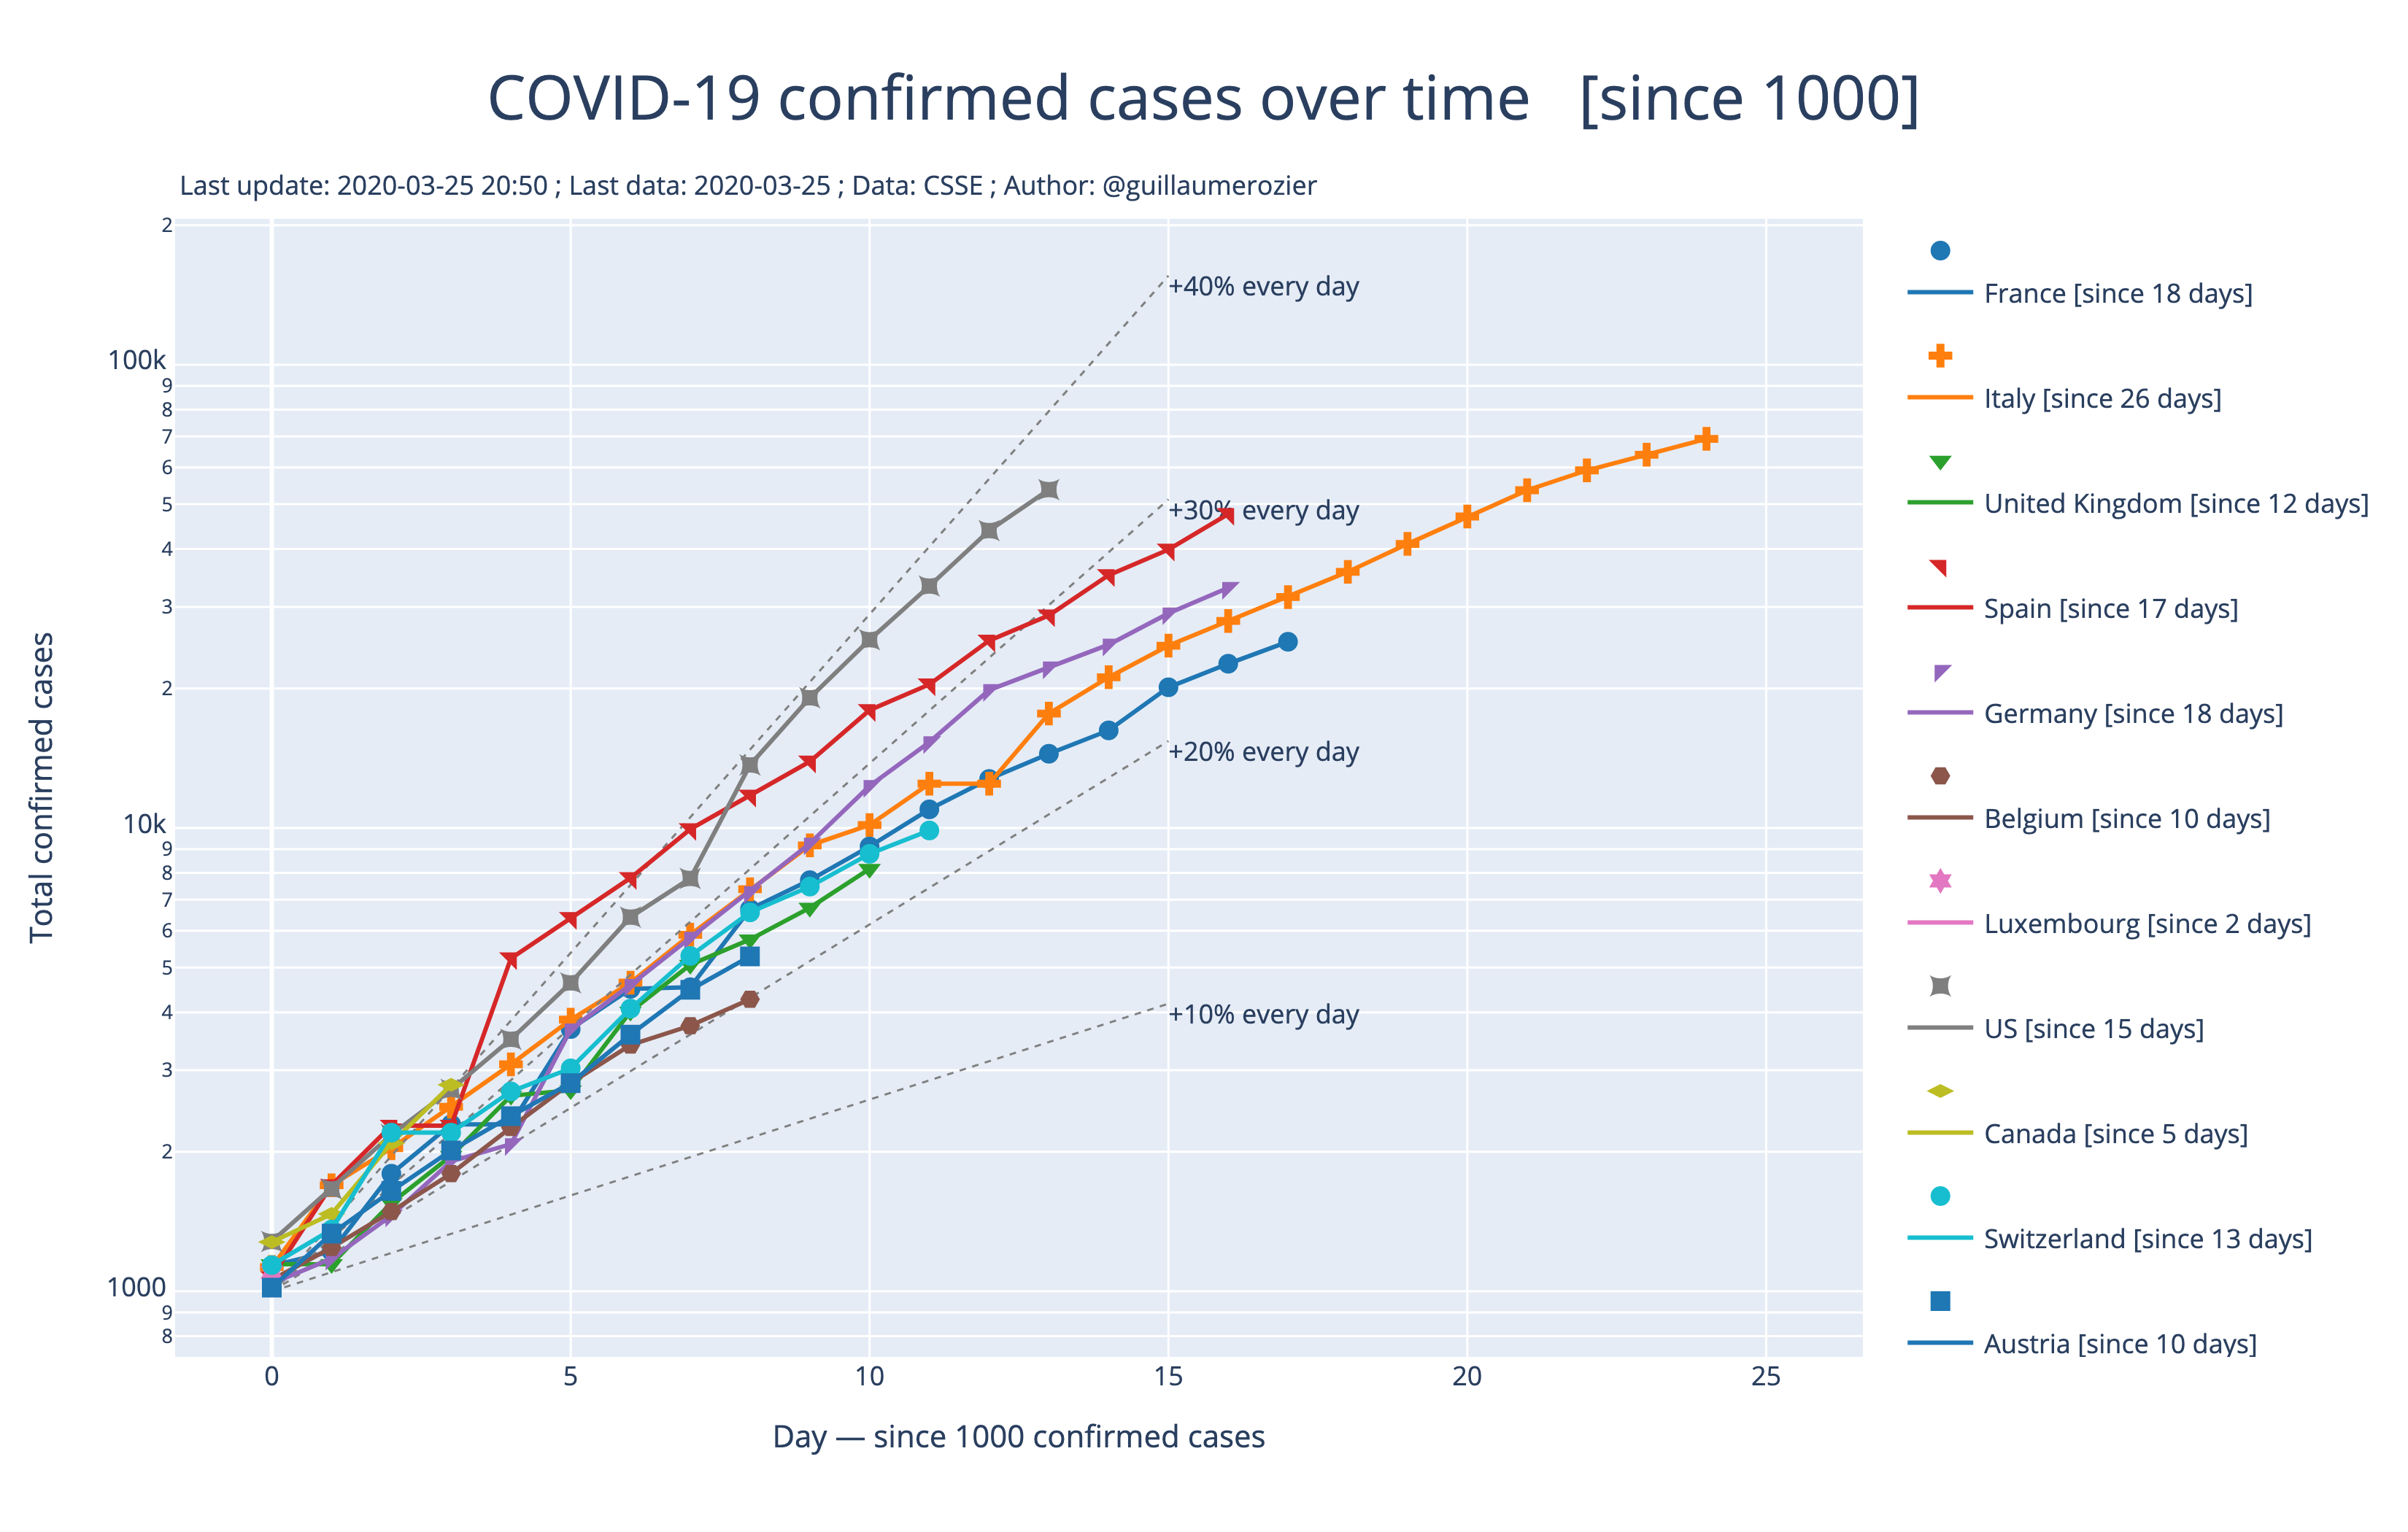 COVID-19 confirmed cases over time [since 1000]
Last update: 2020-03-25 20:50 ; Last data: 2020-03-25 ; Data: CSSE ; Author: @guillaumerozier
2
100k
9
8
7
6
5
4
3
2
10k
9
8
7
6
5
4
3
2
1000
9
8
Total confirmed cases
+40% every day
+30% every day
+20% every day
+10% every day
0 5 10 15 20 25
Day — since 1000 confirmed cases
France [since 18 days]
Italy [since 26 days]
United Kingdom [since 12 days]
Spain [since 17 days]
Germany [since 18 days]
Belgium [since 10 days]
Luxembourg [since 2 days]
US [since 15 days]
Canada [since 5 days]
Switzerland [since 13 days]
Austria [since 10 days]